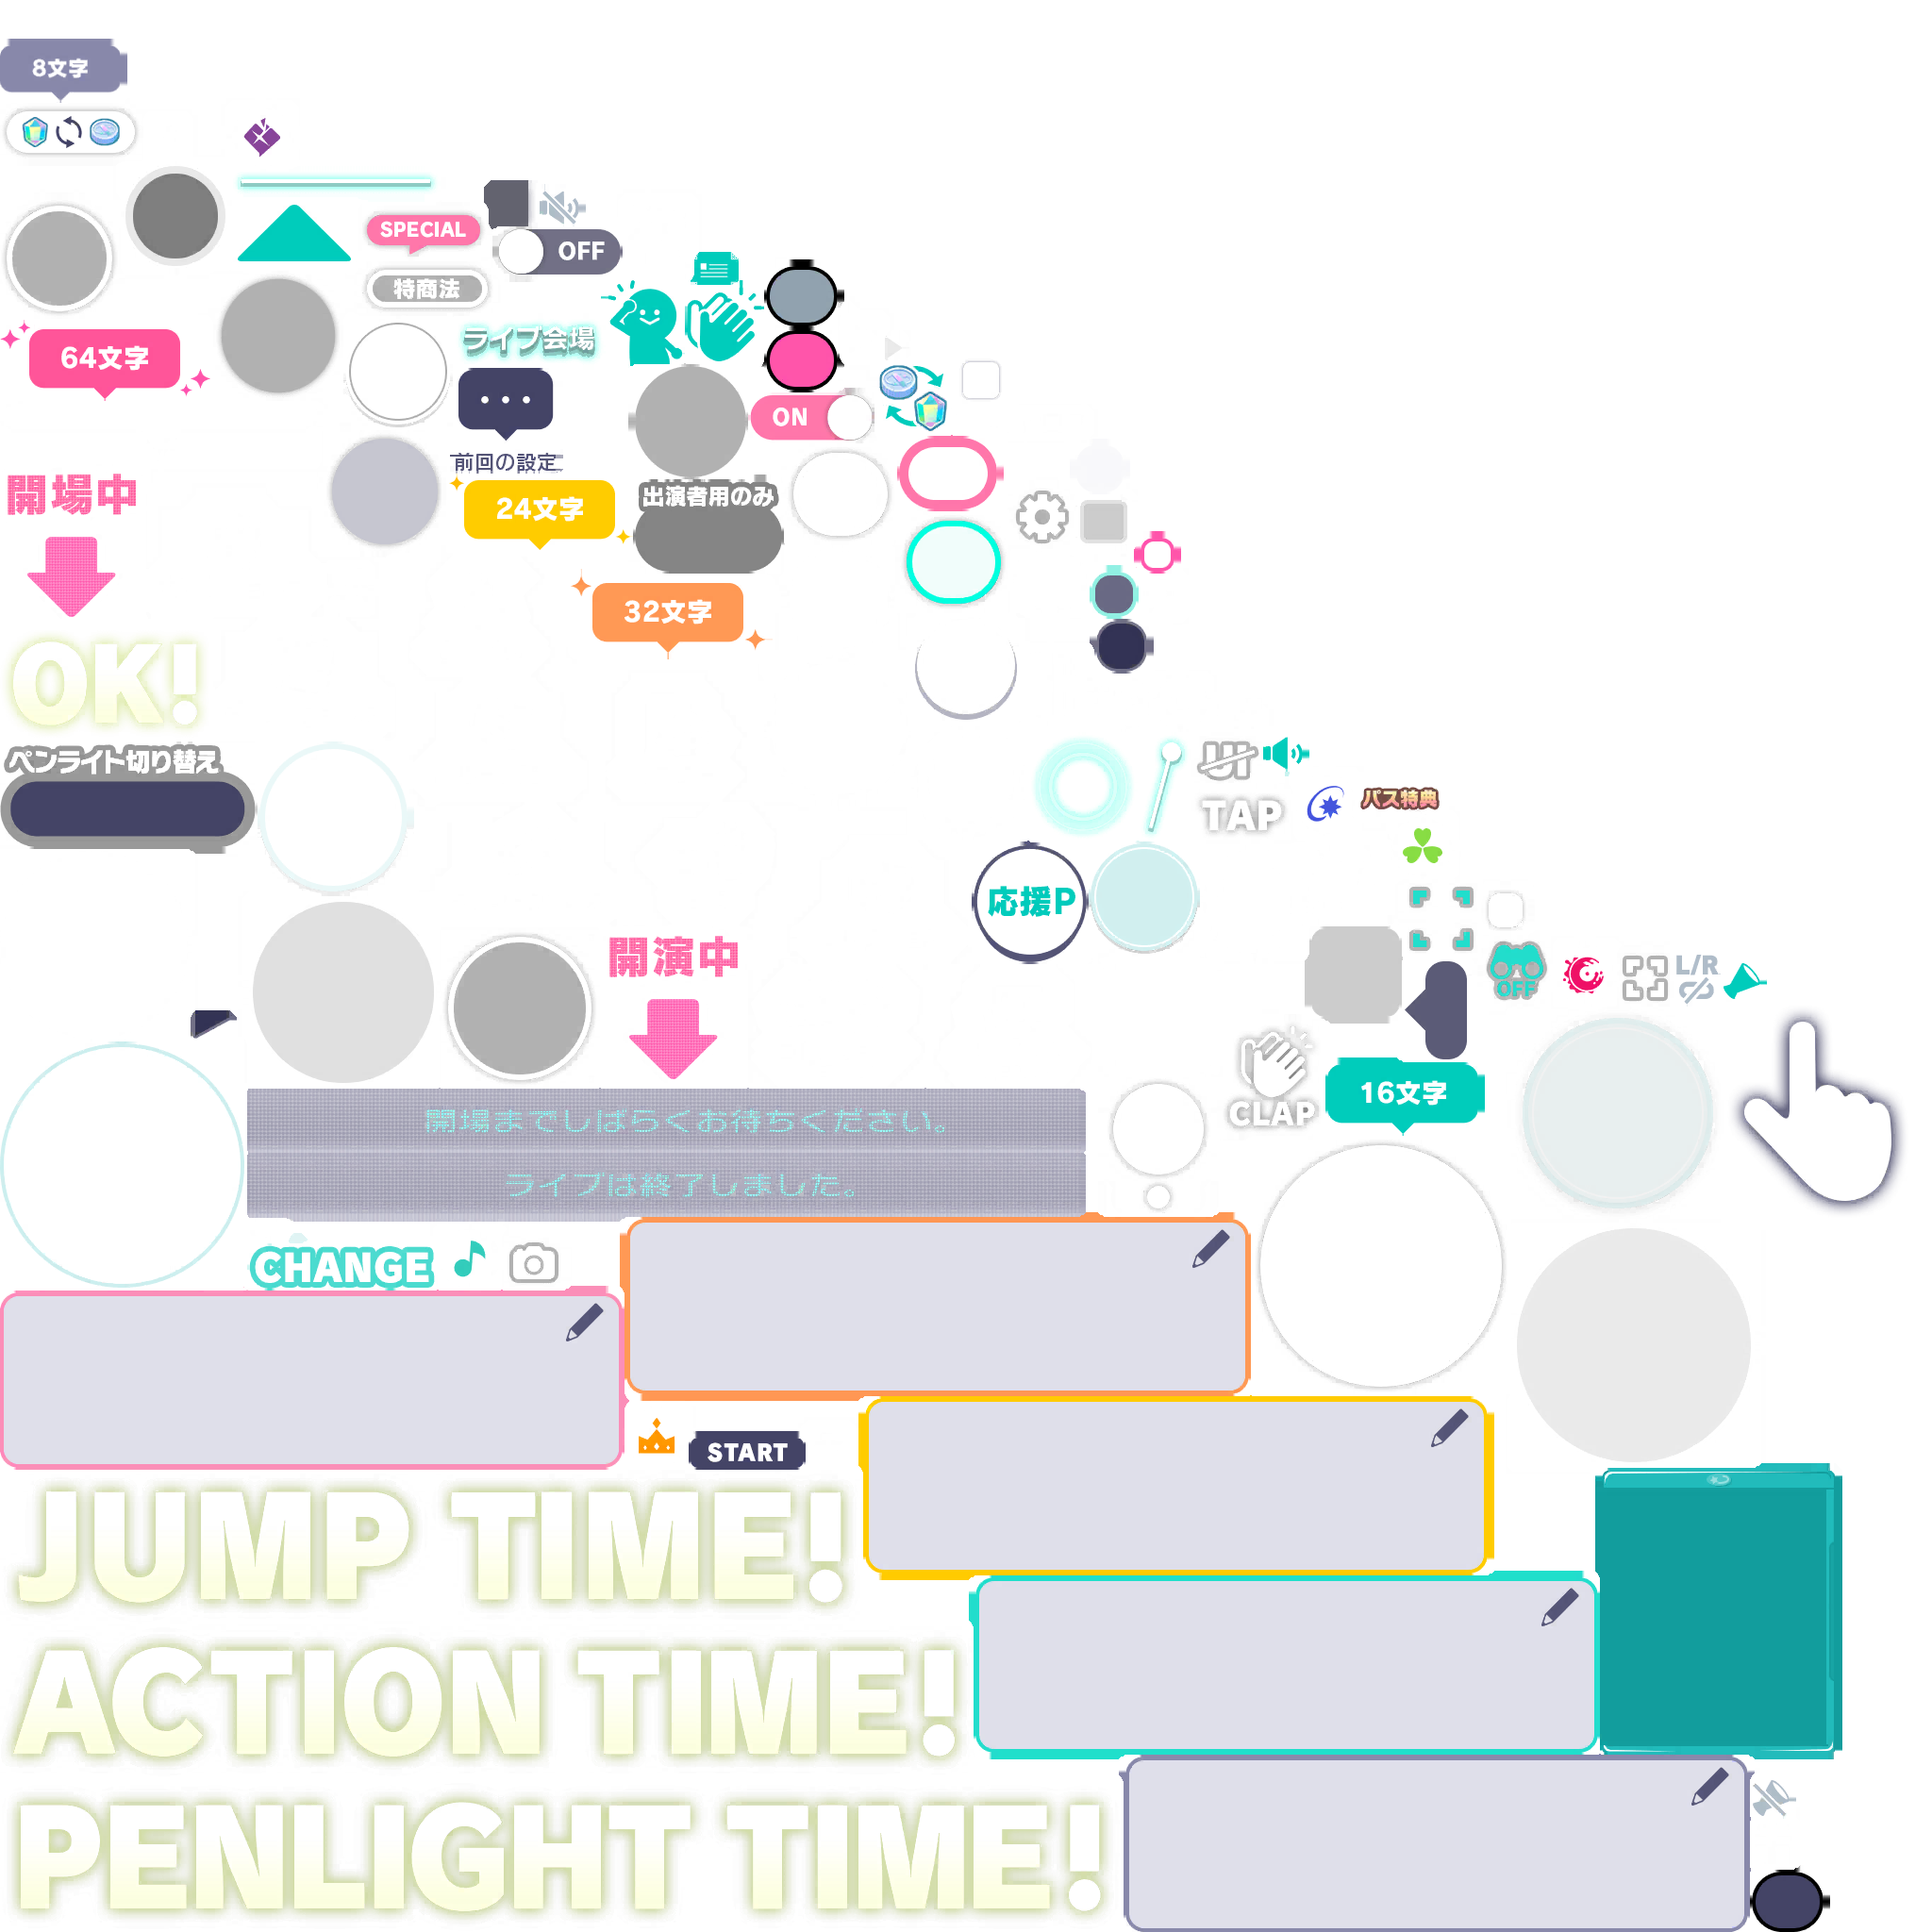 8文字
SPECIAL
OFF
特商法
ライブ会場
64文字
ON
前回の設定
開場中
24文字
出演者用のみ
32文字
OK!
ペンライト切り替え
UI
TAP
パス特典
応援P
開演中
L/R
OFF
16文字
CLAP
開場までしばらくお待ちください。
ライブは終了しました。
CHANGE
START
JUMP TIME!
ACTION TIME!
PENLIGHT TIME!